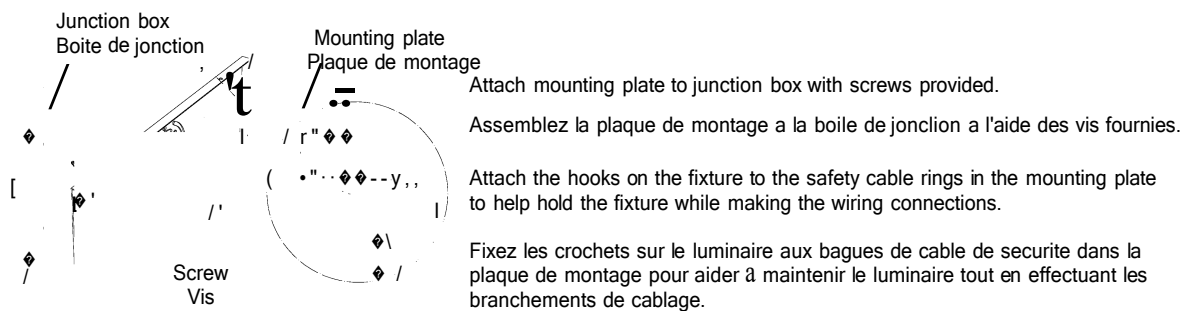 Junction box
Boite de jonction
Mounting plate
Plaque de montage
Screw
Vis
Attach mounting plate to junction box with screws provided.
Assemblez la plaque de montage a la boile de jonclion a l'aide des vis fournies.
Attach the hooks on the fixture to the safety cable rings in the mounting plate
to help hold the fixture while making the wiring connections.
Fixez les crochets sur le luminaire aux bagues de cable de securite dans la
plaque de montage pour aider a maintenir le luminaire tout en effectuant les
branchements de cablage.